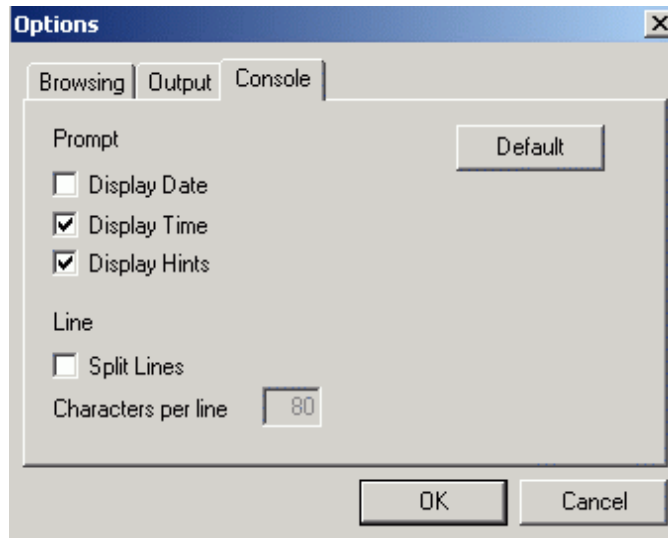 Options
Browsing Output Console
Prompt
Default
Display Date
Display Time
Display Hints
Line
Split Lines
Characters per line 80
OK Cancel